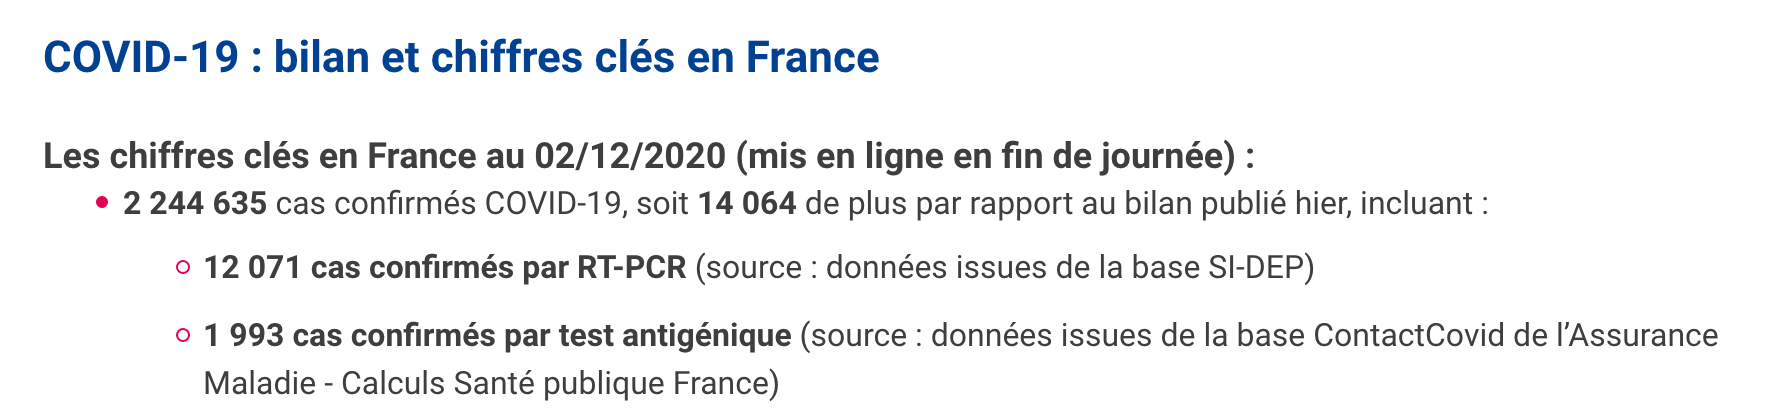 COVID-19 : bilan et chiffres clés en France
Les chiffres clés en France au 02/12/2020 (mis en ligne en fin de journée) :
2 244 635 cas confirmés COVID-19, soit 14 064 de plus par rapport au bilan publié hier, incluant :
12 071 cas confirmés par RT-PCR (source : données issues de la base SI-DEP)
1 993 cas confirmés par test antigénique (source : données issues de la base ContactCovid de l’Assurance
Maladie - Calculs Santé publique France)